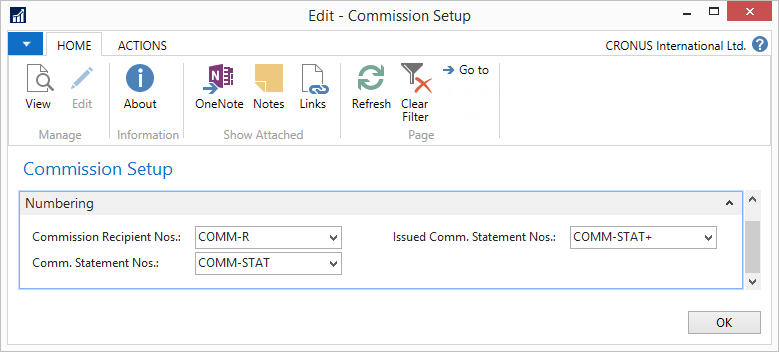 Edit - Commission Setup
HOME ACTIONS CRONUS International Ltd. ?
View Edit About OneNote Notes Links Refresh Clear Filter Go to
Manage Information Show Attached Page
Commission Setup
Numbering
Commission Recipient Nos.: COMM-R Issued Comm. Statement Nos.: COMM-STAT+
Comm. Statement Nos.: COMM-STAT
OK